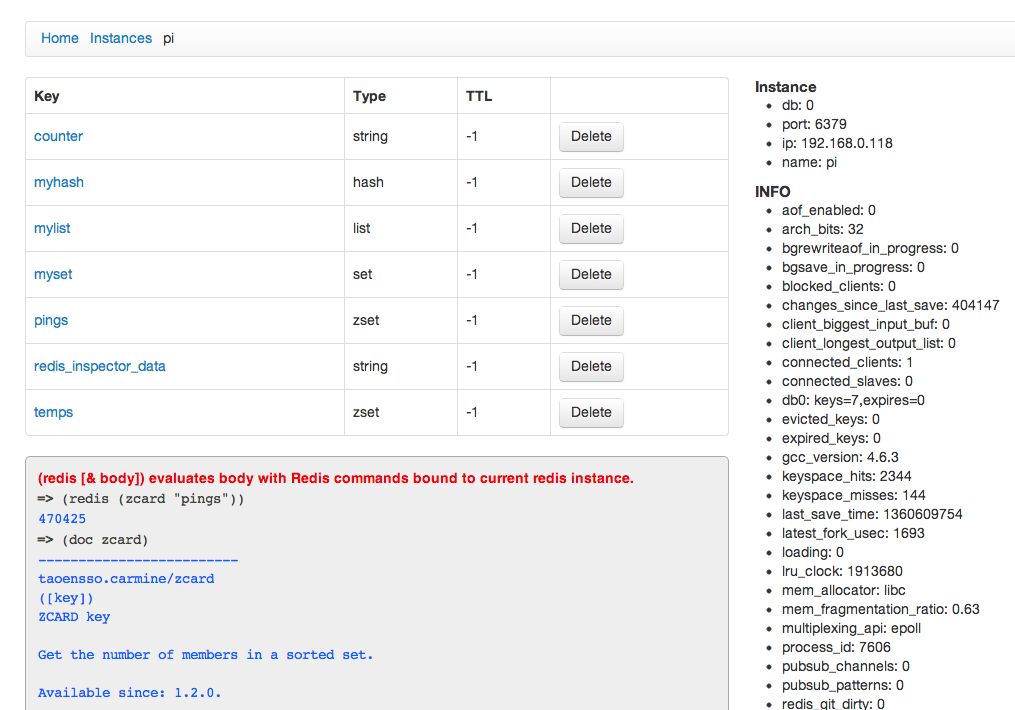 Home Instances pi
Key Type TTL
counter string -1 Delete
myhash hash -1 Delete
mylist list -1 Delete
myset set -1 Delete
pings zset -1 Delete
redis_inspector_data string -1 Delete
temps zset -1 Delete
(redis [& body]) evaluates body with Redis commands bound to current redis instance.
=> (redis (zcard "pings"))
470425
=> (doc zcard)
-------------------------
taoensso.carmine/zcard
([key])
ZCARD key
Get the number of members in a sorted set.
Available since: 1.2.0.
Instance
db: 0
port: 6379
ip: 192.168.0.118
name: pi
INFO
aof_enabled: 0
arch_bits: 32
bgrewriteaof_in_progress: 0
bgsave_in_progress: 0
blocked_clients: 0
changes_since_last_save: 404147
client_biggest_input_buf: 0
client_longest_output_list: 0
connected_clients: 1
connected_slaves: 0
db0: keys=7,expires=0
evicted_keys: 0
expired_keys: 0
gcc_version: 4.6.3
keyspace_hits: 2344
keyspace_misses: 144
last_save_time: 1360609754
latest_fork_usec: 1693
loading: 0
lru_clock: 1913680
mem_allocator: libc
mem_fragmentation_ratio: 0.63
multiplexing_api: epoll
process_id: 7606
pubsub_channels: 0
pubsub_patterns: 0
redis_git_dirty: 0